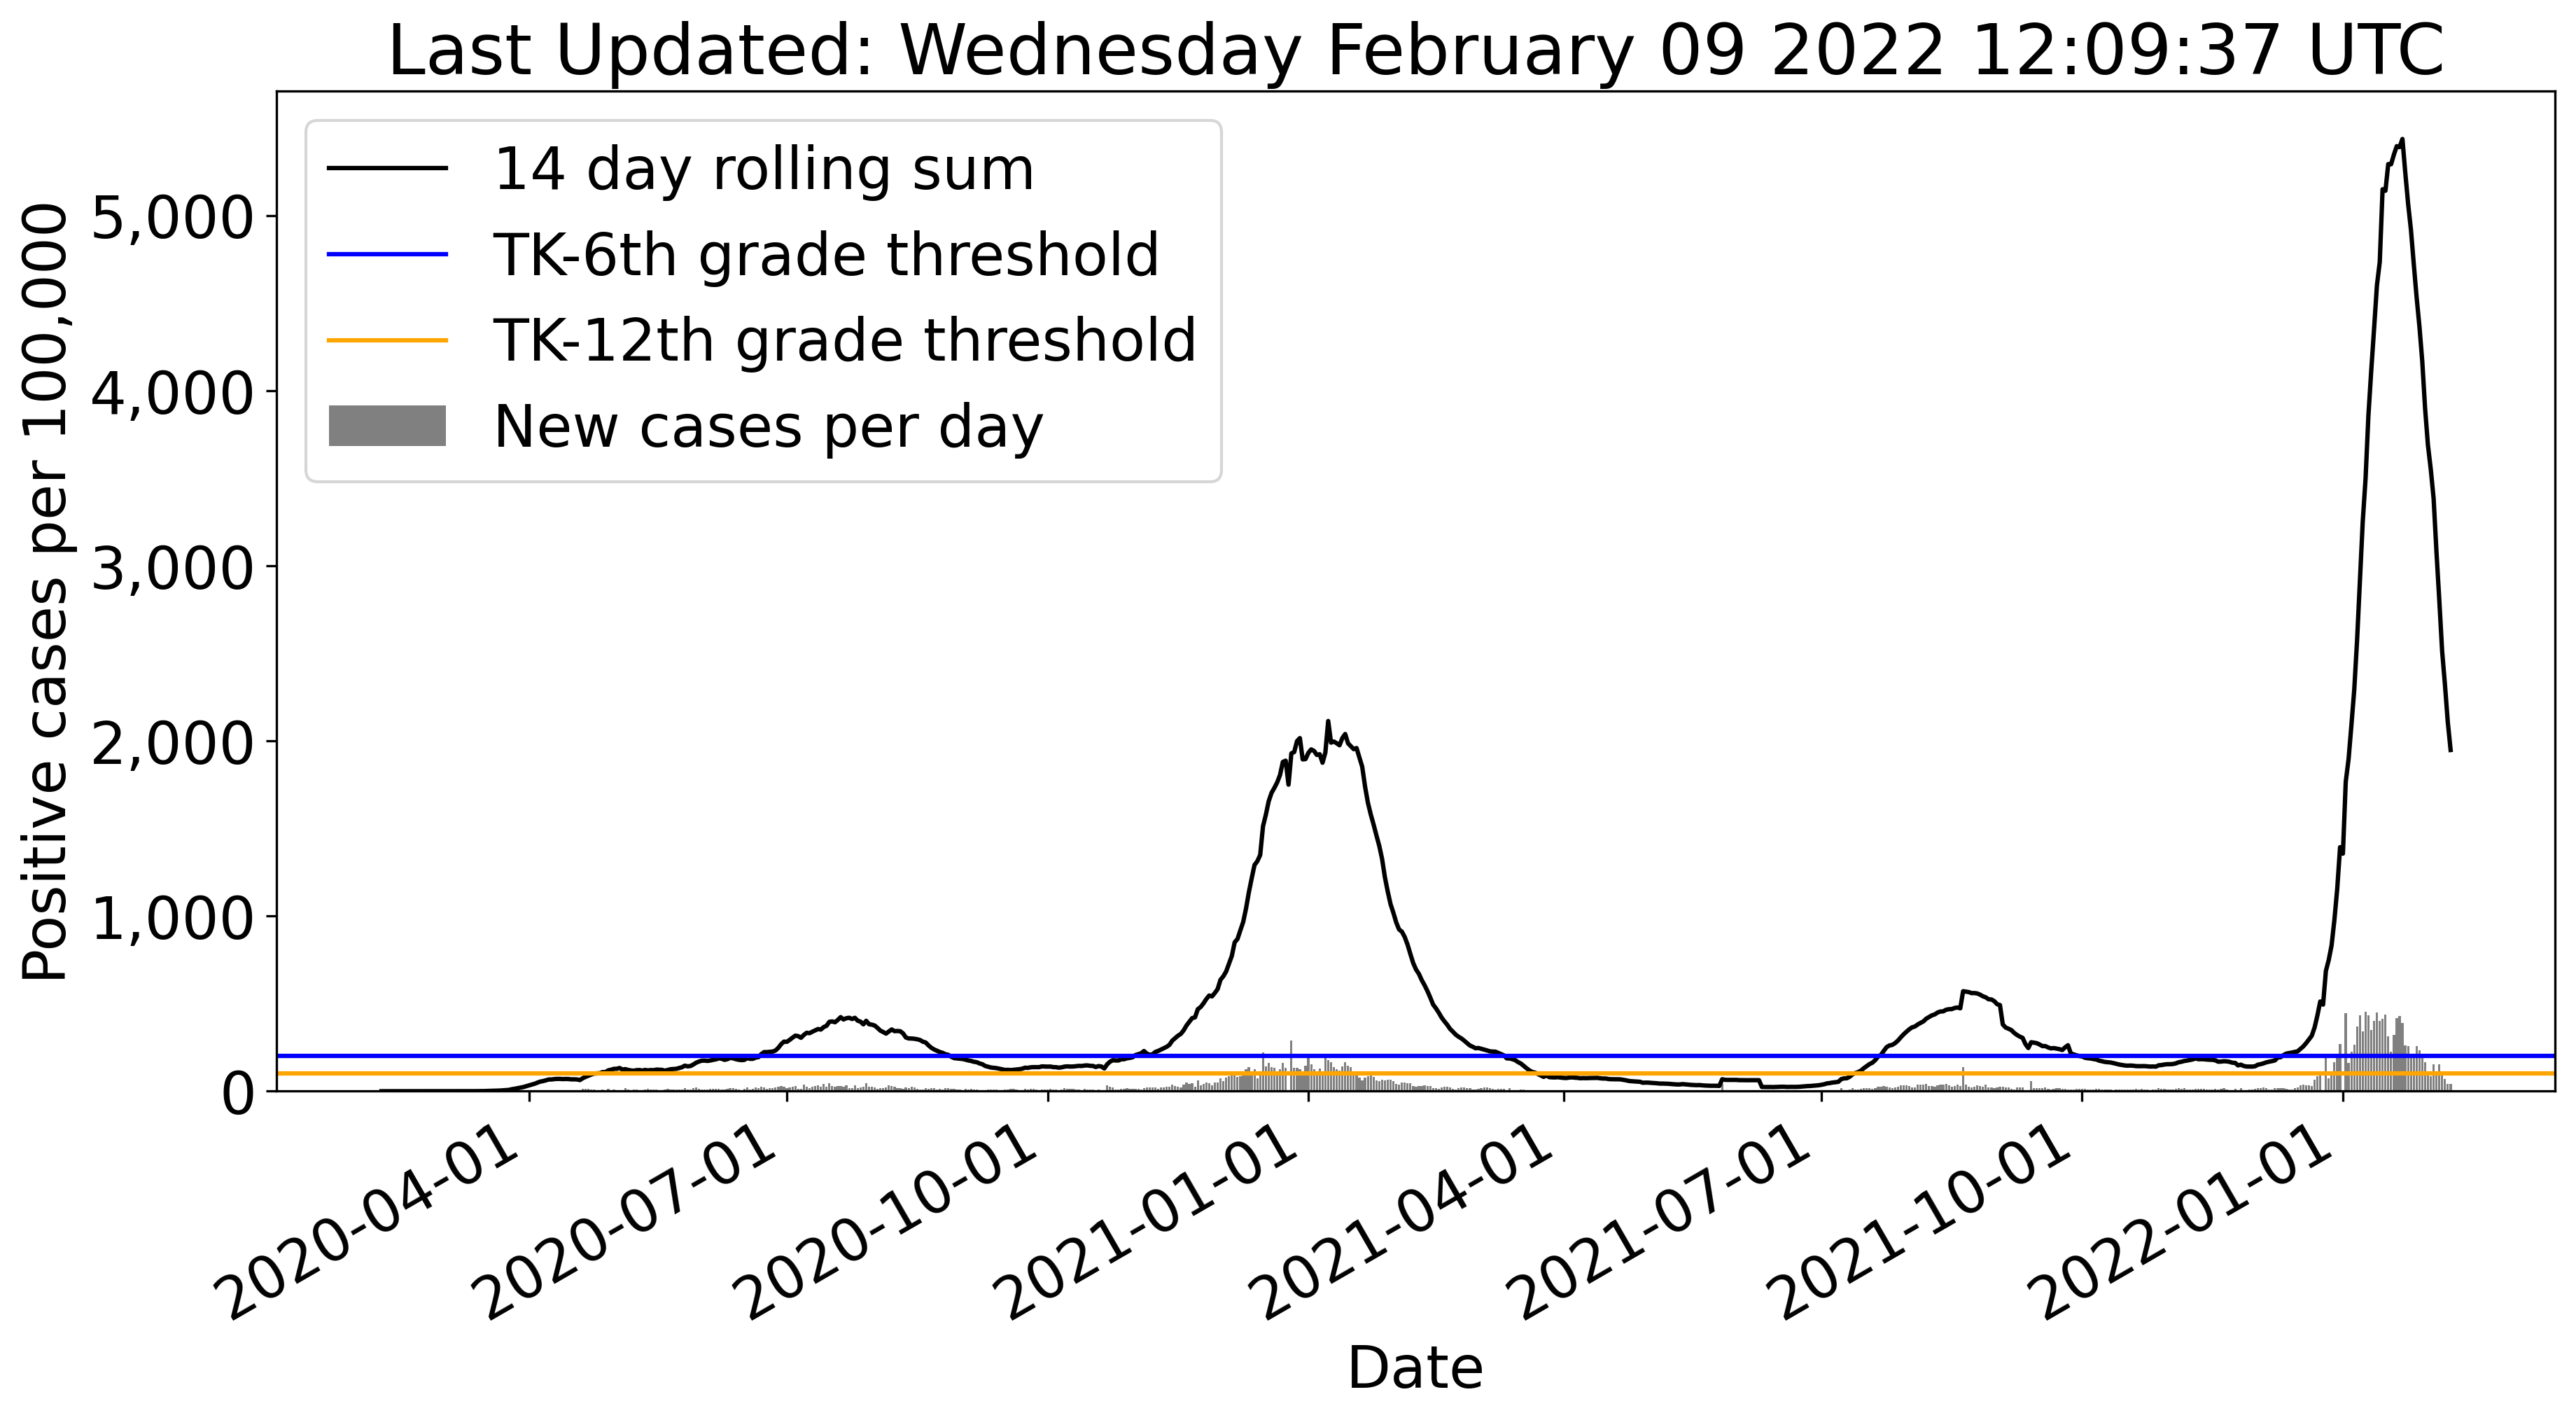 Last Updated: Wednesday February 09 2022 12:09:37 UTC
14 day rolling sum
TK-6th grade threshold
TK-12th grade threshold
New cases per day
Positive cases per 100,000
5,000
4,000
3,000
2,000
1,000
0
2020-04-01
2020-07-01
2020-10-01
2021-01-01
2021-04-01
2021-07-01
2021-10-01
2022-01-01
Date